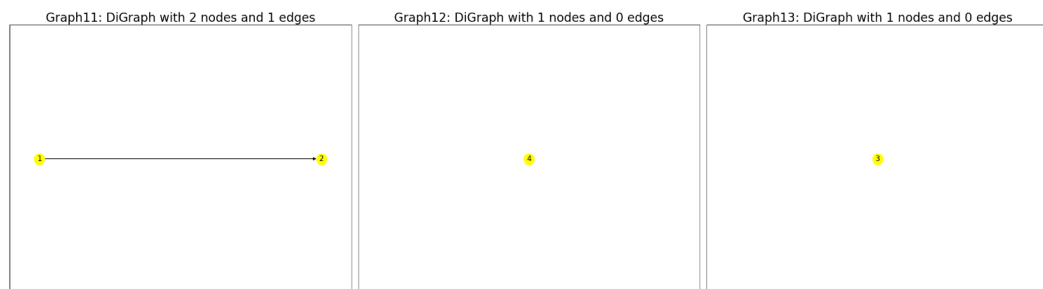 Graph11: DiGraph with 2 nodes and 1 edges
Graph12: DiGraph with 1 nodes and 0 edges
Graph13: DiGraph with 1 nodes and 0 edges
1
2
4
3